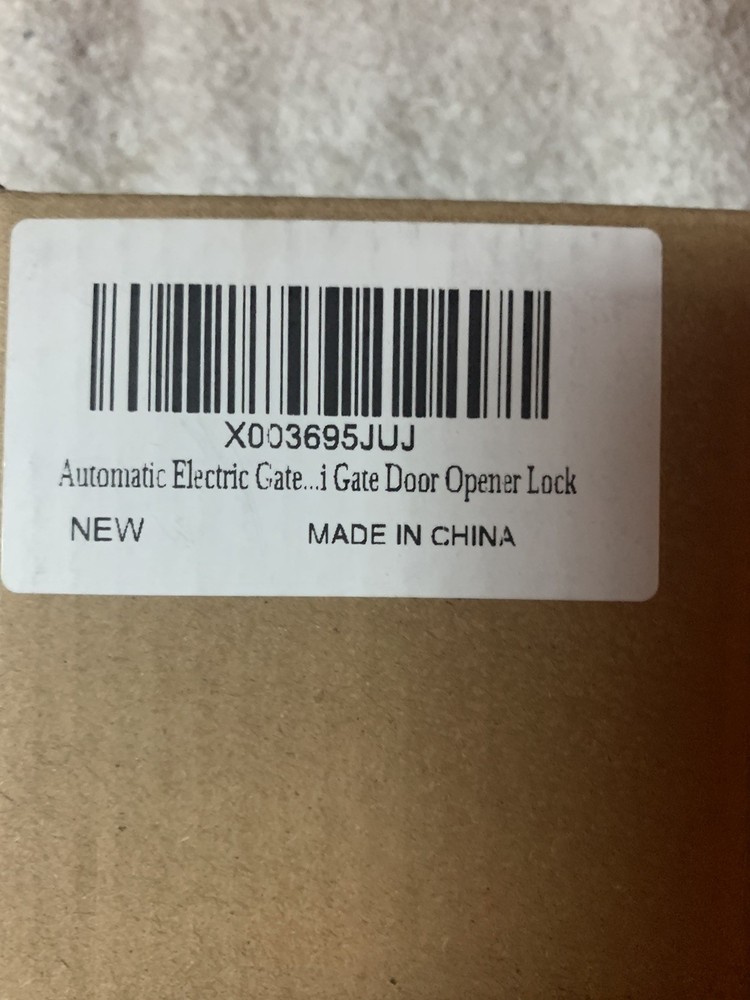 X003695JUJ
Automatic Electric Gate...i Gate Door Opener Lock
NEW MADE IN CHINA